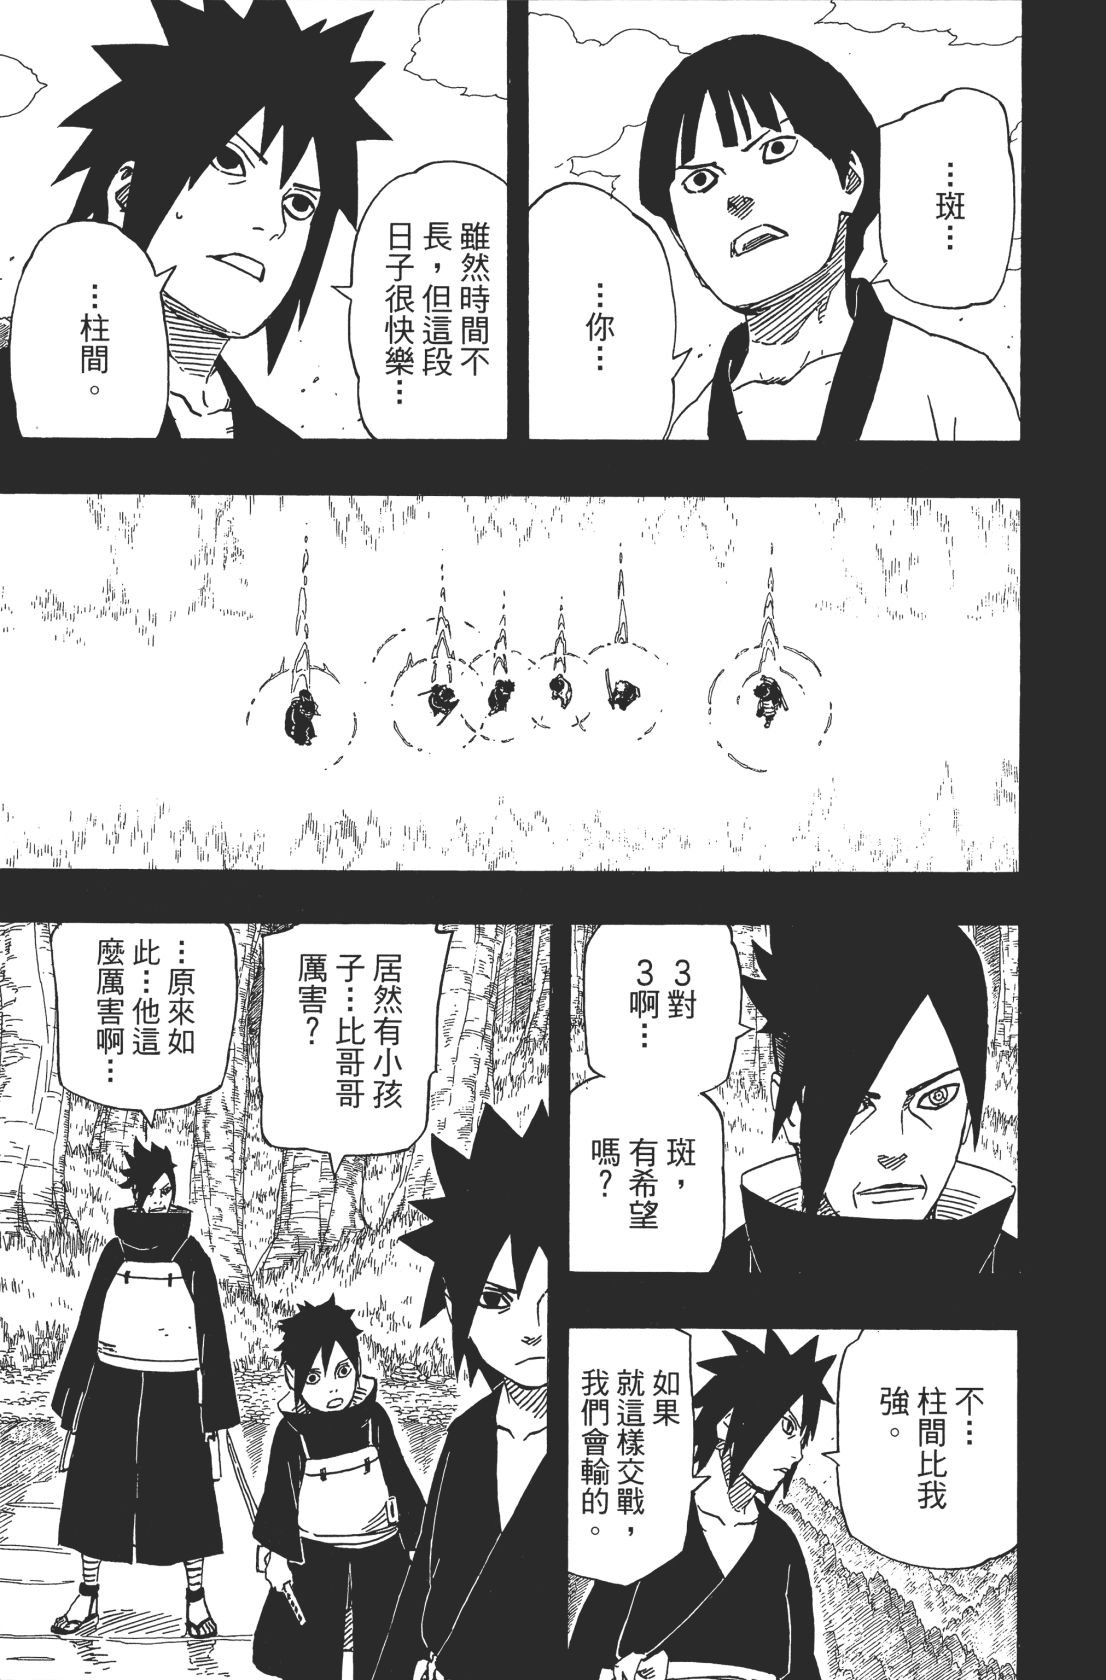 …斑…
…你…
雖然時間不
長，但這段
日子很快樂…
…柱間。
3對
3啊…
斑，
有希望
嗎？
不…
柱間比我
強。
如果
就這樣交戰，
我們會輸的。
居然有小孩
子…比哥哥
厲害？
…原來如
此…他這
麼厲害啊…